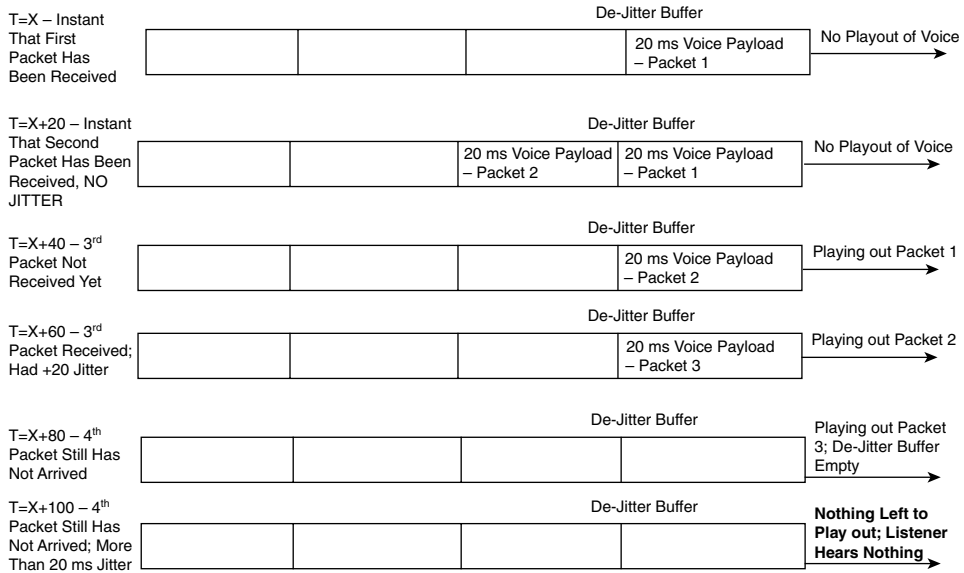 De-Jitter Buffer
T=X – Instant
That First
Packet Has
Been Received
20 ms Voice Payload
– Packet 1
No Playout of Voice
T=X+20 – Instant
That Second
Packet Has Been
Received, NO
JITTER
De-Jitter Buffer
20 ms Voice Payload
– Packet 2
20 ms Voice Payload
– Packet 1
No Playout of Voice
T=X+40 – 3rd
Packet Not
Received Yet
De-Jitter Buffer
20 ms Voice Payload
– Packet 2
Playing out Packet 1
T=X+60 – 3rd
Packet Received;
Had +20 Jitter
De-Jitter Buffer
20 ms Voice Payload
– Packet 3
Playing out Packet 2
T=X+80 – 4th
Packet Still Has
Not Arrived
De-Jitter Buffer
Playing out Packet
3; De-Jitter Buffer
Empty
T=X+100 – 4th
Packet Still Has
Not Arrived; More
Than 20 ms Jitter
De-Jitter Buffer
Nothing Left to
Play out; Listener
Hears Nothing